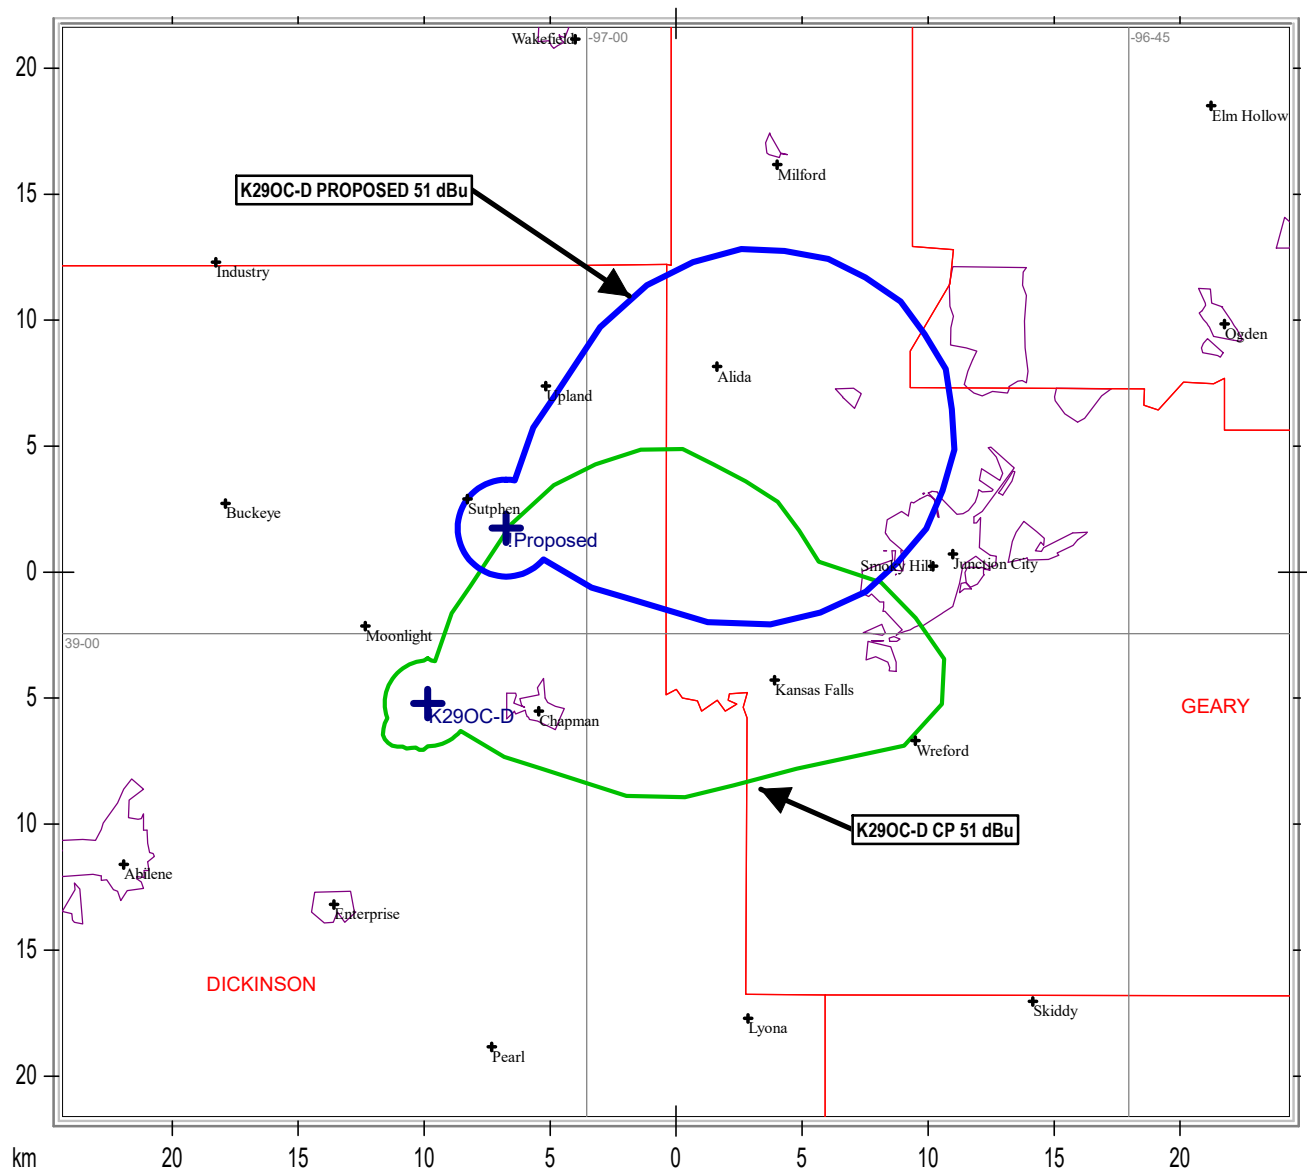 Wakefield
-97-00
-96-45
20
Elm Hollow
Milford
K29OC-D PROPOSED 51 dBu
15
Industry
10
Ogden
Alida
Upland
5
Sutphen
Buckeye
!Proposed
Smoky Hill
Junction City
0
Moonlight
39-00
Kansas Falls
5
GEARY
K29OC-D
Chapman
Wreford
10
K29OC-D CP 51 dBu
Abilene
Enterprise
15
DICKINSON
Skiddy
Lyona
Pearl
20
km 20 15 10 5 0 5 10 15 20